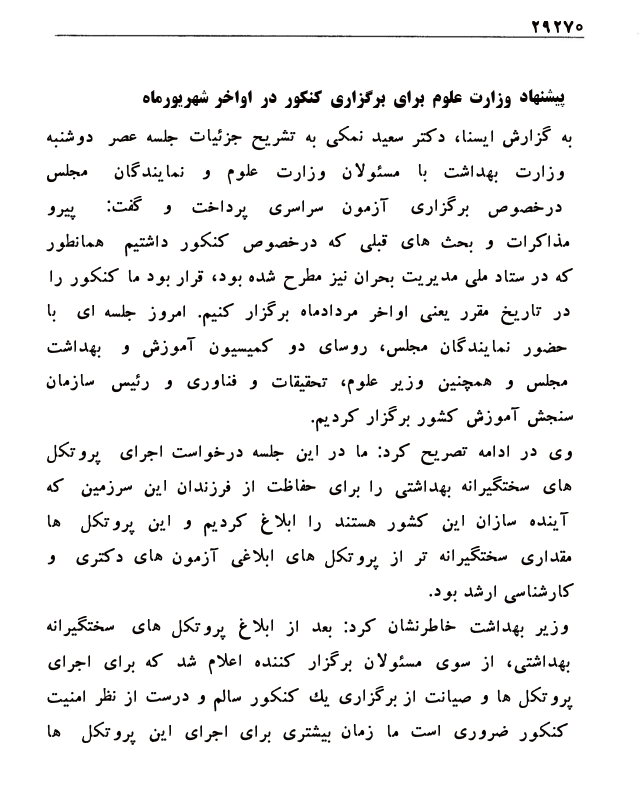 ۲۹۲۷۰
پیشنهاد وزارت علوم برای برگزاری کنکور در اواخر شهریورماه
به گزارش ایسنا، دکتر سعید نمکی به تشریح جزئیات جلسه عصر دوشنبه
وزارت بهداشت با مسئولان وزارت علوم و نمایندگان مجلس
درخصوص برگزاری آزمون سراسری پرداخت و گفت: پیرو
مذاکرات و بحث های قبلی که درخصوص کنکور داشتیم همانطور
که در ستاد ملی مدیریت بحران نیز مطرح شده بود، قرار بود ما کنکور را
در تاریخ مقرر یعنی اواخر مردادماه برگزار کنیم. امروز جلسه ای با
حضور نمایندگان مجلس، روسای دو کمیسیون آموزش و بهداشت
مجلس و همچنین وزیر علوم، تحقیقات و فناوری و رئیس سازمان
سنجش آموزش کشور برگزار کردیم.
وی در ادامه تصریح کرد: ما در این جلسه درخواست اجرای پروتکل
های سختگیرانه بهداشتی را برای حفاظت از فرزندان این سرزمین که
آینده سازان این کشور هستند را ابلاغ کردیم و این پروتکل ها
مقداری سختگیرانه تر از پروتکل های ابلاغی آزمون های دکتری و
کارشناسی ارشد بود.
وزیر بهداشت خاطرنشان کرد: بعد از ابلاغ پروتکل های سختگیرانه
بهداشتی، از سوی مسئولان برگزار کننده اعلام شد که برای اجرای
پروتکل ها و صیانت از برگزاری یك کنکور سالم و درست از نظر امنیت
کنکور ضروری است ما زمان بیشتری برای اجرای این پروتکل ها